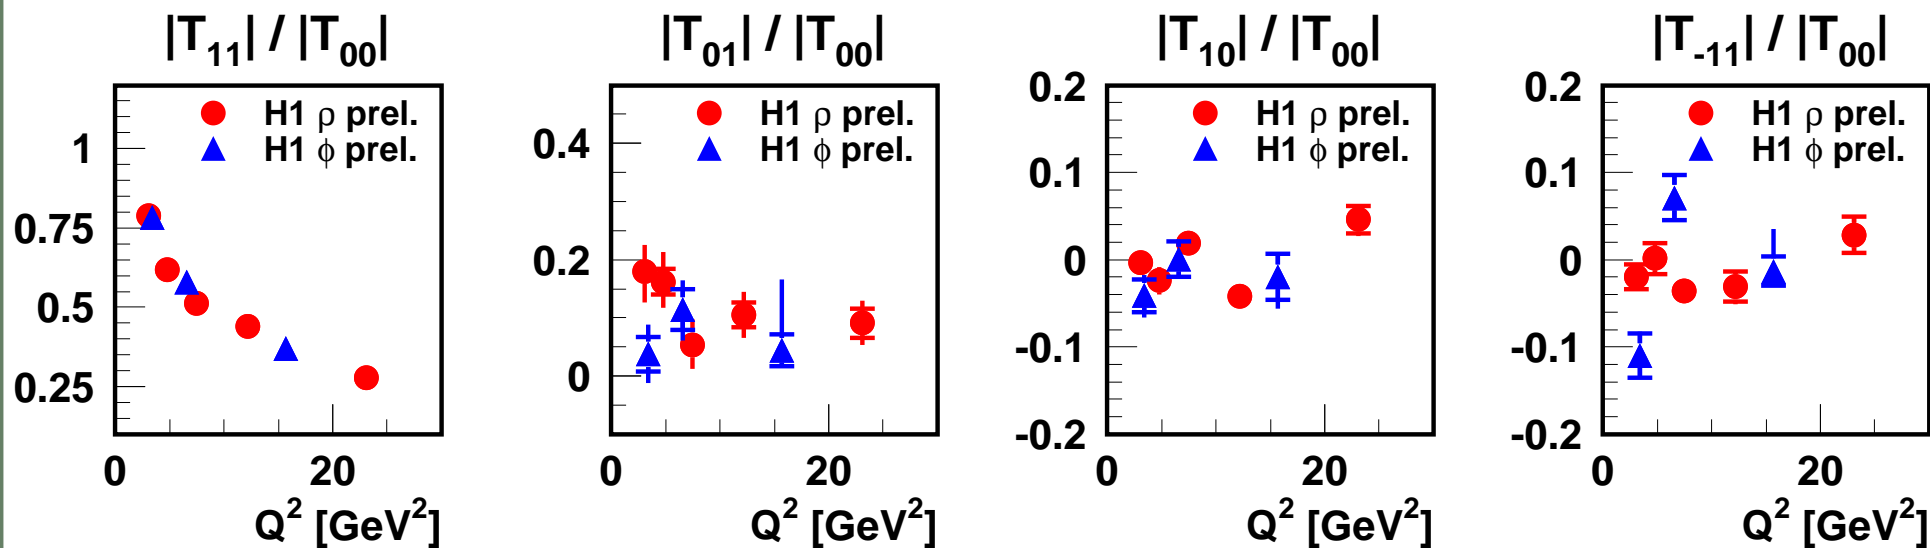 |T11| / |T00|
H1 ρ prel.
H1 ϕ prel.
1
0.75
0.5
0.25
0
20
Q² [GeV²]
|T01| / |T00|
H1 ρ prel.
H1 ϕ prel.
0.4
0.2
0
0
20
Q² [GeV²]
|T10| / |T00|
H1 ρ prel.
H1 ϕ prel.
0.2
0.1
0
-0.1
-0.2
0
20
Q² [GeV²]
|T-11| / |T00|
H1 ρ prel.
H1 ϕ prel.
0.2
0.1
0
-0.1
-0.2
0
20
Q² [GeV²]